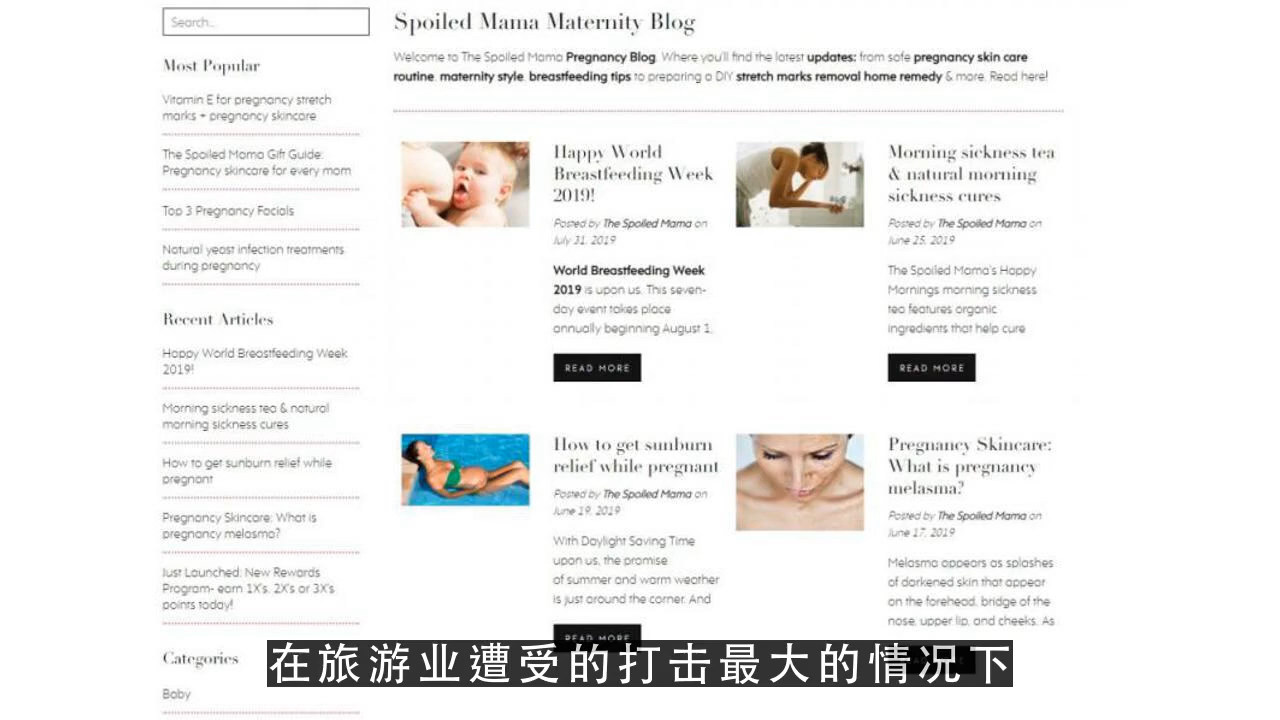 Search...
Most Popular
Vitamin E for pregnancy stretch
marks + pregnancy skincare
The Spoiled Mama Gift Guide:
Pregnancy skincare for every mom
Top 3 Pregnancy Facials
Natural yeast infection treatments
during pregnancy
Recent Articles
Happy World Breastfeeding Week
2019!
Morning sickness tea & natural
morning sickness cures
How to get sunburn relief while
pregnant
Pregnancy Skincare: What is
pregnancy melasma?
Just Launched: New Rewards
Program- earn 1X's, 2X's or 3X's
points today!
Categories
Baby
Spoiled Mama Maternity Blog
Welcome to The Spoiled Mama Pregnancy Blog. Where you'll find the latest updates: from safe pregnancy skin care
routine, maternity style, breastfeeding tips to preparing a DIY stretch marks removal home remedy & more. Read here!
Happy World
Breastfeeding Week
2019!
Posted by The Spoiled Mama on
July 31, 2019
World Breastfeeding Week
2019 is upon us. This seven-
day event takes place
annually beginning August 1,
READ MORE
Morning sickness tea
& natural morning
sickness cures
Posted by The Spoiled Mama on
June 25, 2019
The Spoiled Mama's Happy
Mornings morning sickness
tea features organic
ingredients that help cure
READ MORE
How to get sunburn
relief while pregnant
Posted by The Spoiled Mama on
June 19, 2019
With Daylight Saving Time
upon us, the promise
of summer and warm weather
is just around the corner. And
READ MORE
Pregnancy Skincare:
What is pregnancy
melasma?
Posted by The Spoiled Mama on
June 17, 2019
Melasma appears as splashes
of darkened skin that appear
on the forehead, bridge of the
nose, upper lip, and cheeks. As
在旅游业遭受的打击最大的情况下